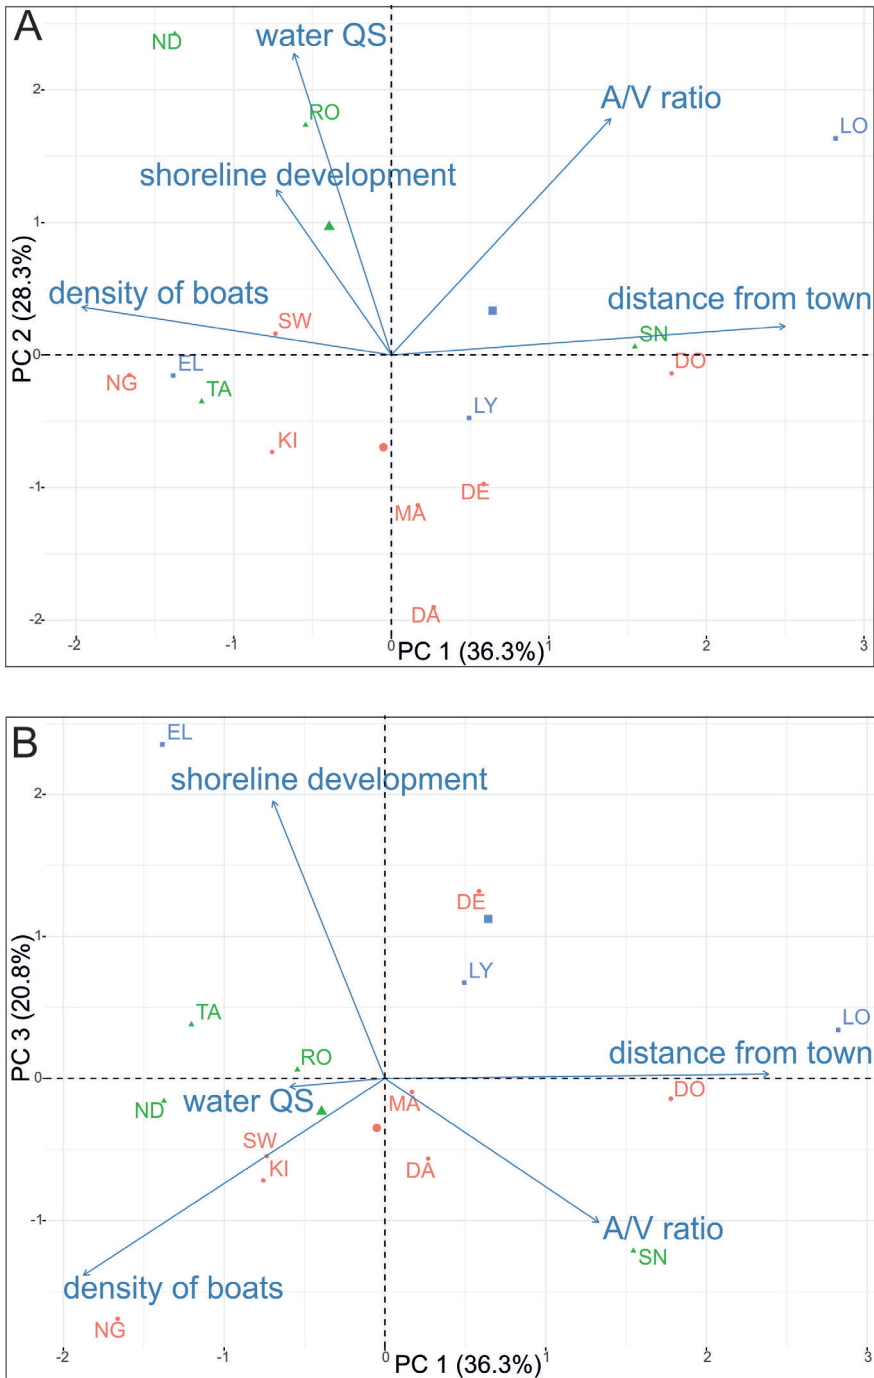 A
ND
water QS
RO
A/V ratio
LO
2
shoreline development
1
density of boats
distance from town
SW
SN
0
EL
DO
NG
TA
LY
KI
DE
-1
MA
DA
-2
PC 2 (28.3%)
-2
-1
0
1
2
3
PC 1 (36.3%)
B
EL
shoreline development
2
DE
1
LY
TA
LO
RO
distance from town
0
water QS
MA
DO
ND
SW
KI
DA
-1
A/V ratio
SN
density of boats
NG
PC 3 (20.8%)
-2
-1
0
1
2
3
PC 1 (36.3%)